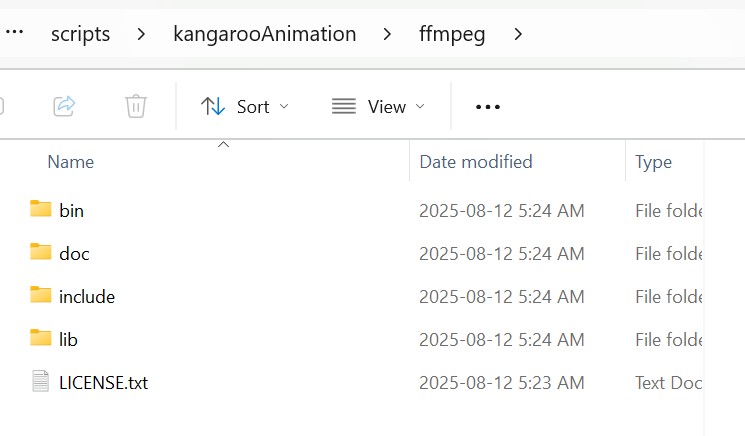 ··· scripts > kangarooAnimation > ffmpeg >
Sort View ···
Name Date modified Type
bin 2025-08-12 5:24 AM File folde
doc 2025-08-12 5:24 AM File folde
include 2025-08-12 5:24 AM File folde
lib 2025-08-12 5:24 AM File folde
LICENSE.txt 2025-08-12 5:23 AM Text Doc